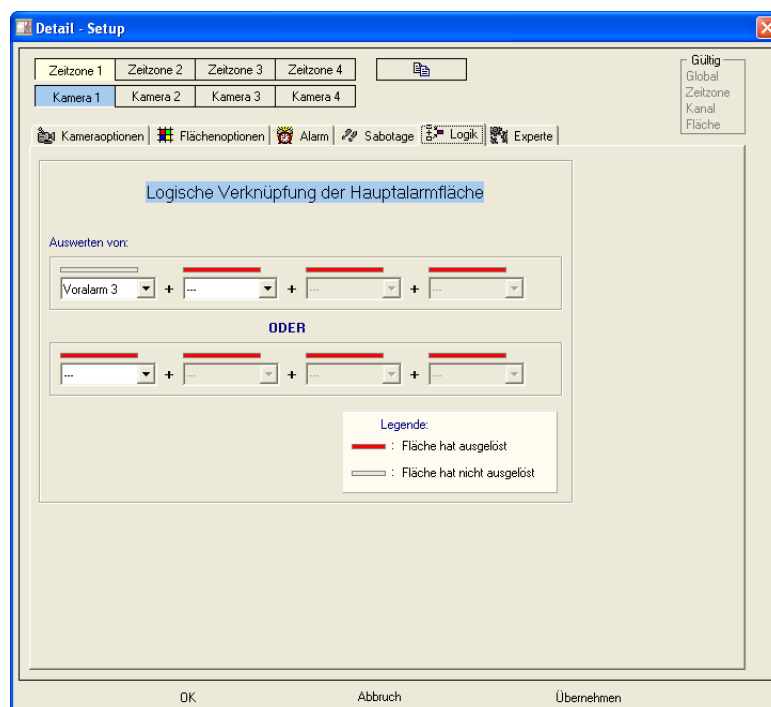 Detail - Setup
Zeitzone 1 Zeitzone 2 Zeitzone 3 Zeitzone 4
Kamera 1 Kamera 2 Kamera 3 Kamera 4
Gültig
Global
Zeitzone
Kanal
Fläche
Kameraoptionen Flächenoptionen Alarm Sabotage Logik Experte
Logische Verknüpfung der Hauptalarmfläche
Auswerten von:
Voralarm 3 + --- + --- + ---
ODER
--- + --- + --- + ---
Legende:
: Fläche hat ausgelöst
: Fläche hat nicht ausgelöst
OK Abbruch Übernehmen